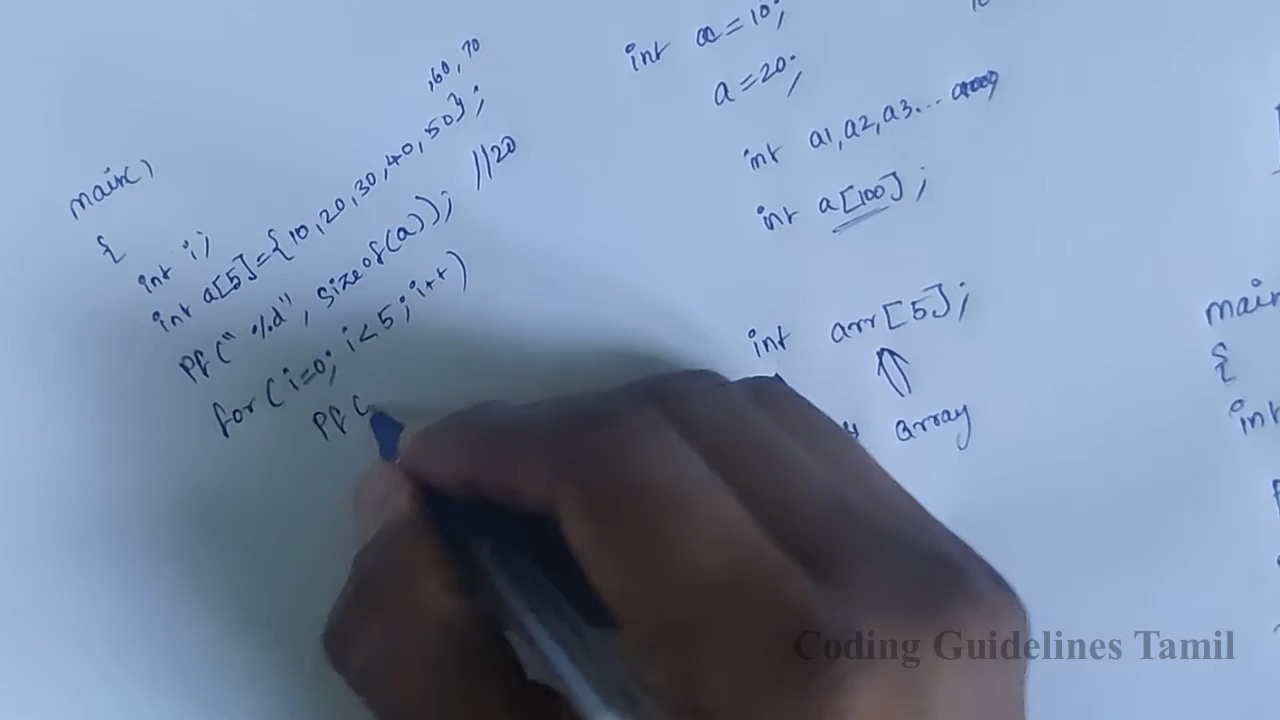 main()
{
int i;
,60,70
int a[5]={10,20,30,40,50};
Pf("%d", sizeof(a)); //20
for(i=0; i<5; i++)
Pf(
int a=10;
a=20;
int a1,a2,a3...
int a[100];
int arr[5];
array
main
{
int
Coding Guidelines Tamil